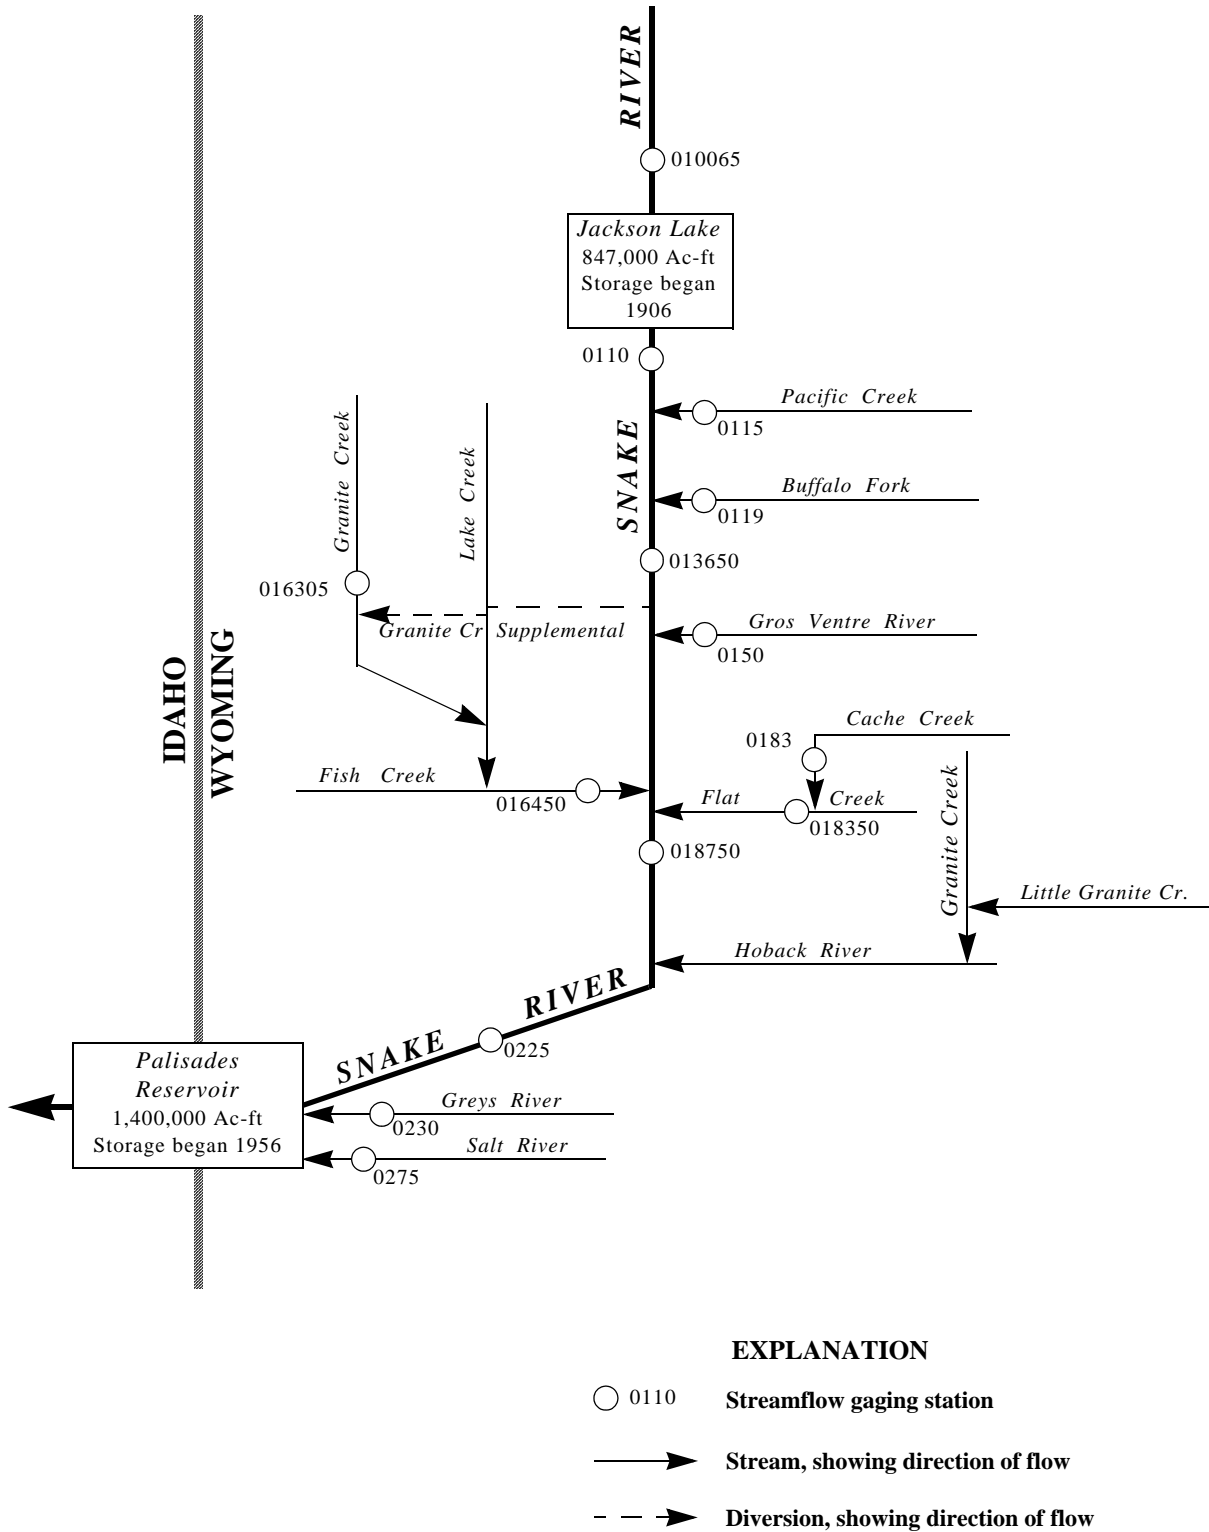 RIVER
010065
Jackson Lake
847,000 Ac-ft
Storage began
1906
0110
Pacific Creek
0115
SNAKE
Granite Creek
Lake Creek
Buffalo Fork
0119
013650
016305
Granite Cr Supplemental
Gros Ventre River
0150
IDAHO
WYOMING
Cache Creek
0183
Fish Creek
016450
Flat Creek
018350
Granite Creek
018750
Little Granite Cr.
Hoback River
SNAKE RIVER
0225
Palisades
Reservoir
1,400,000 Ac-ft
Storage began 1956
Greys River
0230
Salt River
0275
EXPLANATION
0110 Streamflow gaging station
Stream, showing direction of flow
Diversion, showing direction of flow